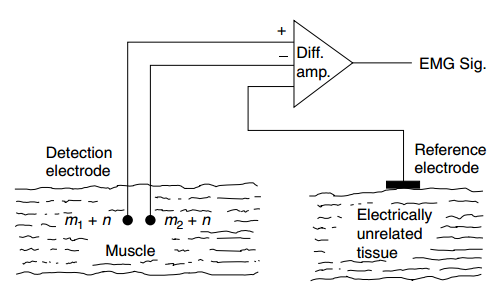 +
−
Diff.
amp.
EMG Sig.
Detection
electrode
Reference
electrode
m₁ + n
m₂ + n
Muscle
Electrically
unrelated
tissue